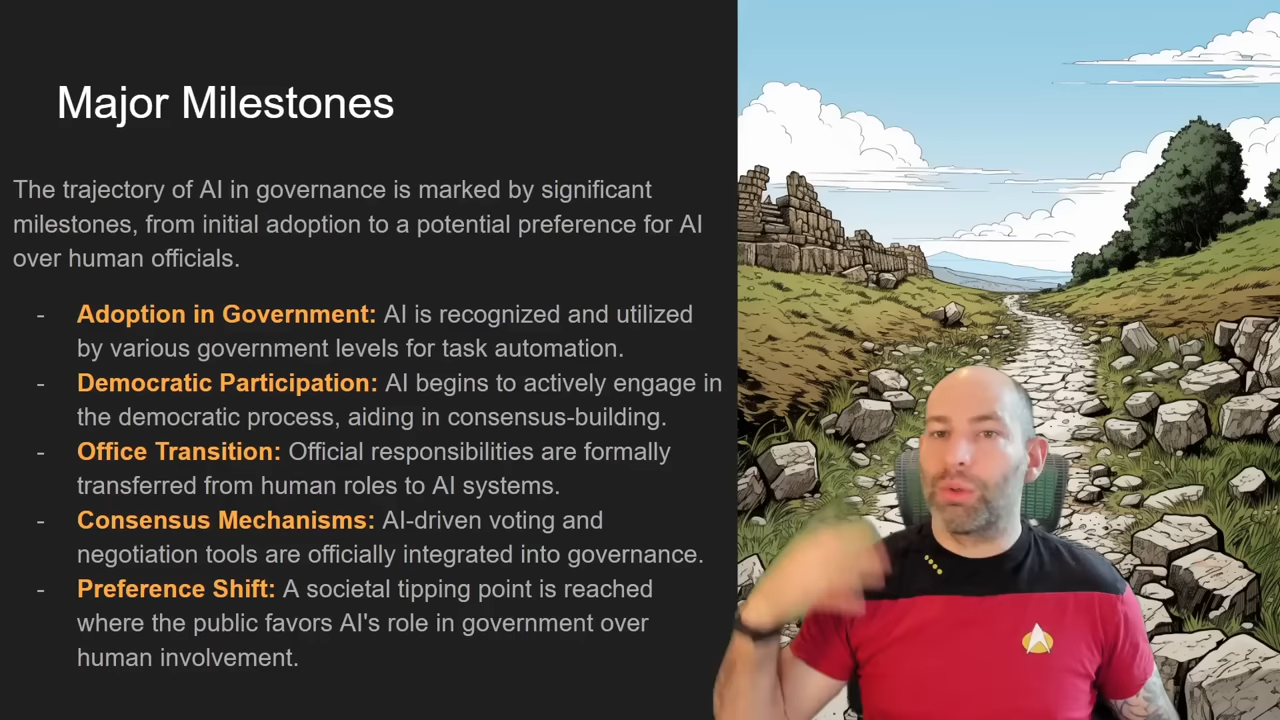 Major Milestones
The trajectory of AI in governance is marked by significant
milestones, from initial adoption to a potential preference for AI
over human officials.
- Adoption in Government: AI is recognized and utilized
by various government levels for task automation.
- Democratic Participation: AI begins to actively engage in
the democratic process, aiding in consensus-building.
- Office Transition: Official responsibilities are formally
transferred from human roles to AI systems.
- Consensus Mechanisms: AI-driven voting and
negotiation tools are officially integrated into governance.
- Preference Shift: A societal tipping point is reached
where the public favors AI's role in government over
human involvement.